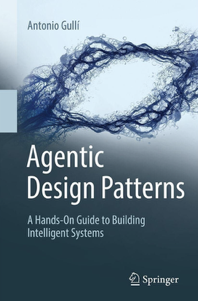 Antonio Gullí
Agentic
Design Patterns
A Hands-On Guide to Building
Intelligent Systems
Springer